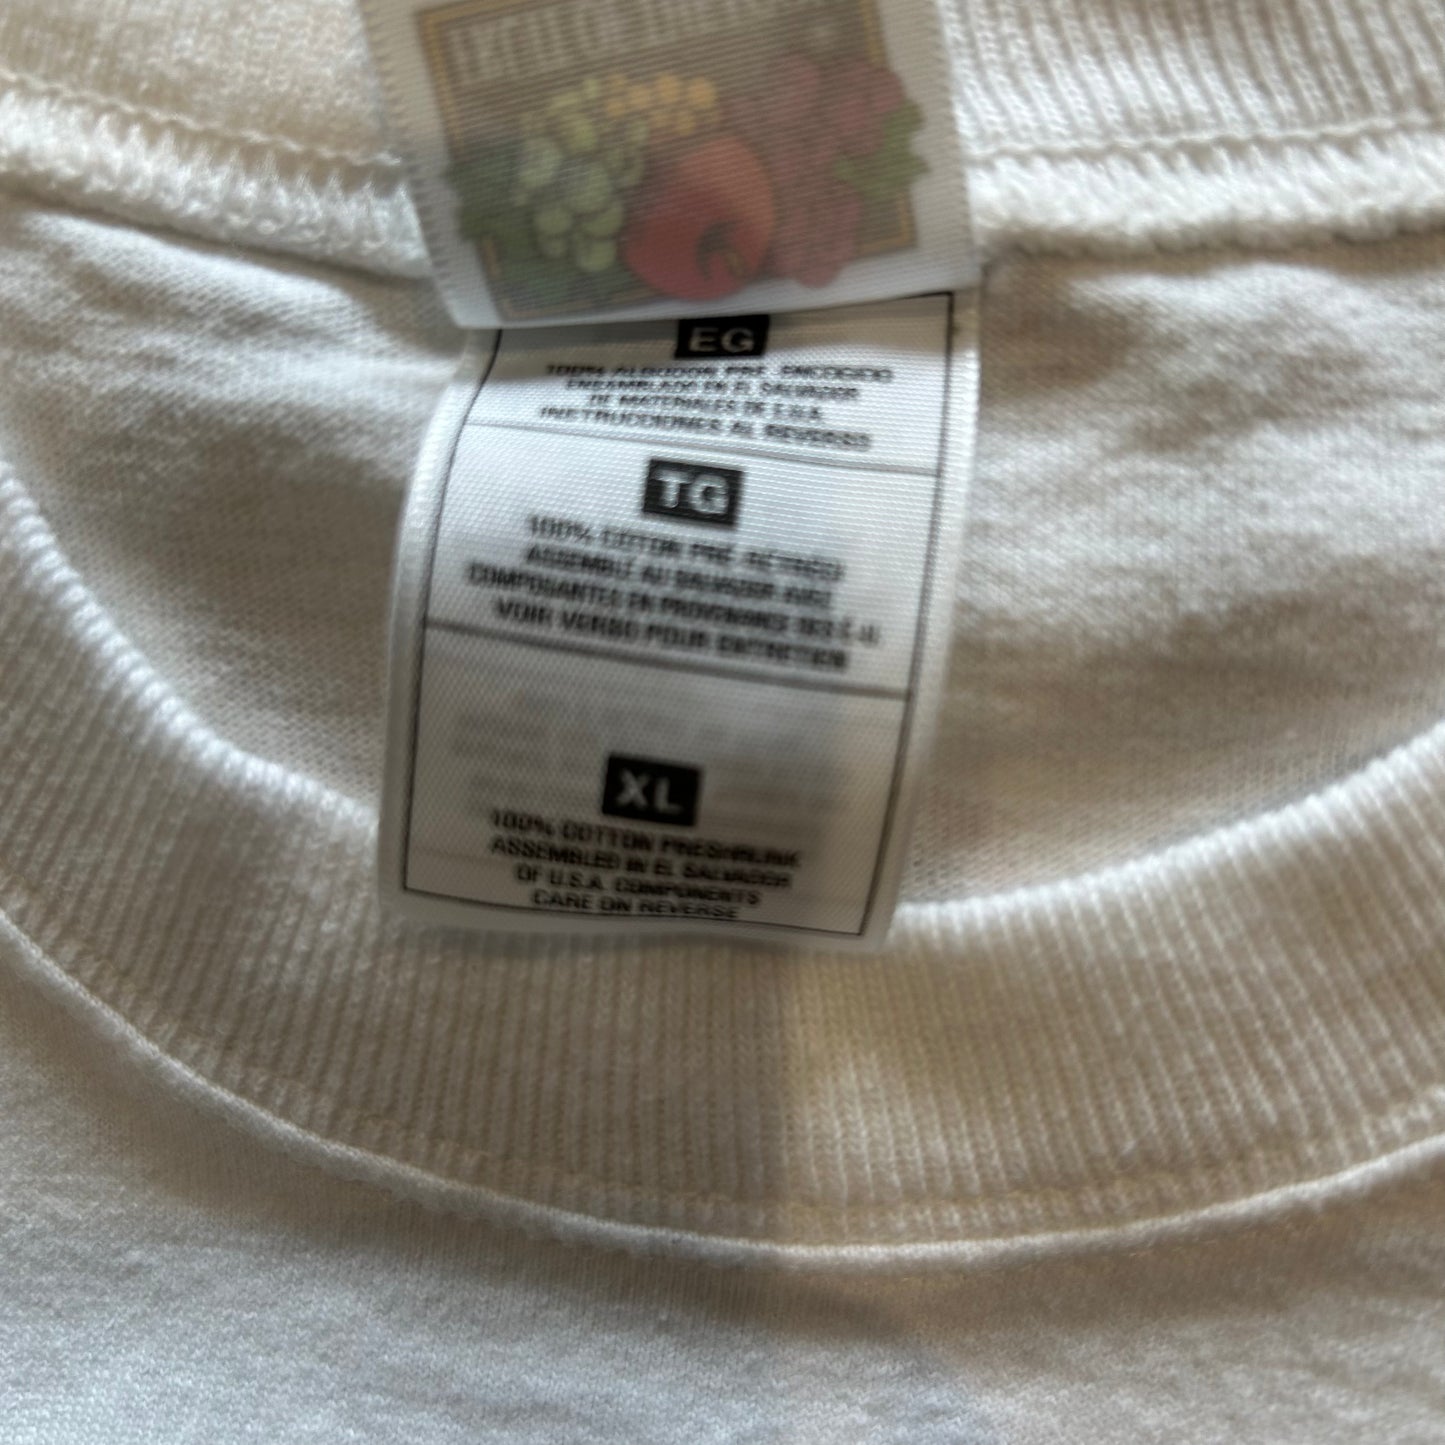 EG
100% ALGODON PRE-ENCOGIDO
ENSAMBLADO EN EL SALVADOR
DE MATERIALES DE E.U.A.
INSTRUCCIONES AL REVERSO
TG
100% COTON PRÉ-RÉTRÉCI
ASSEMBLÉ AU SALVADOR AVEC
COMPOSANTES EN PROVENANCE DES É.U.
VOIR VERSO POUR ENTRETIEN
XL
100% COTTON PRESHRUNK
ASSEMBLED IN EL SALVADOR
OF U.S.A. COMPONENTS
CARE ON REVERSE